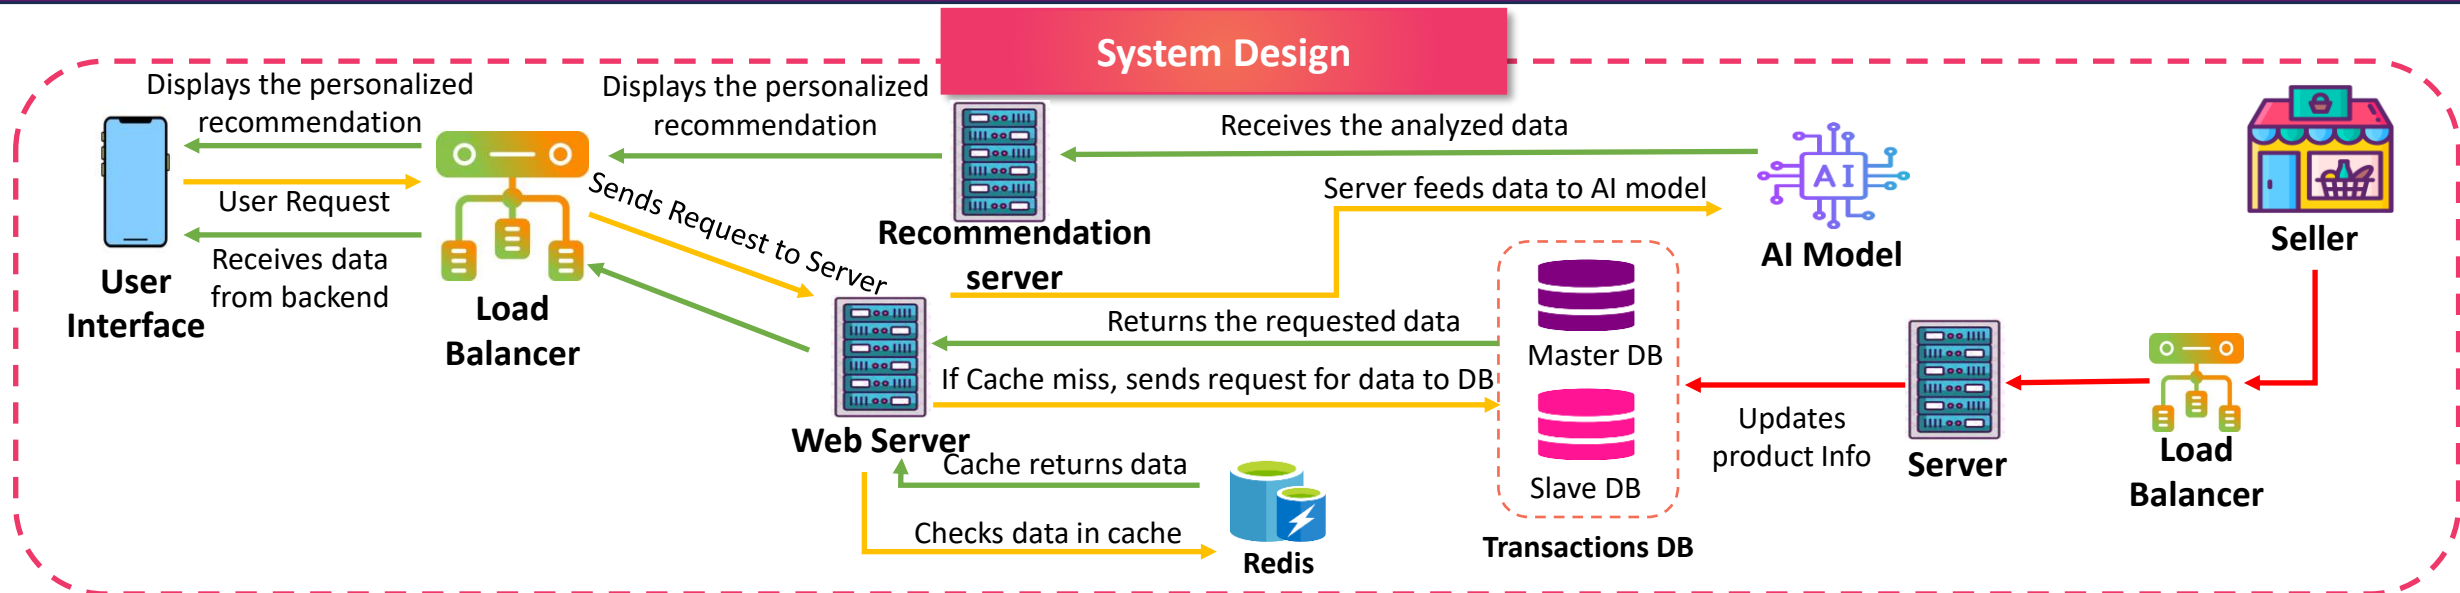 System Design
Displays the personalized
recommendation
Displays the personalized
recommendation
Receives the analyzed data
User Request
Sends Request to Server
Server feeds data to AI model
AI
Recommendation
server
AI Model
Seller
Receives data
from backend
User
Interface
Load
Balancer
Returns the requested data
Master DB
If Cache miss, sends request for data to DB
Web Server
Cache returns data
Checks data in cache
Redis
Slave DB
Transactions DB
Updates
product Info
Server
Load
Balancer